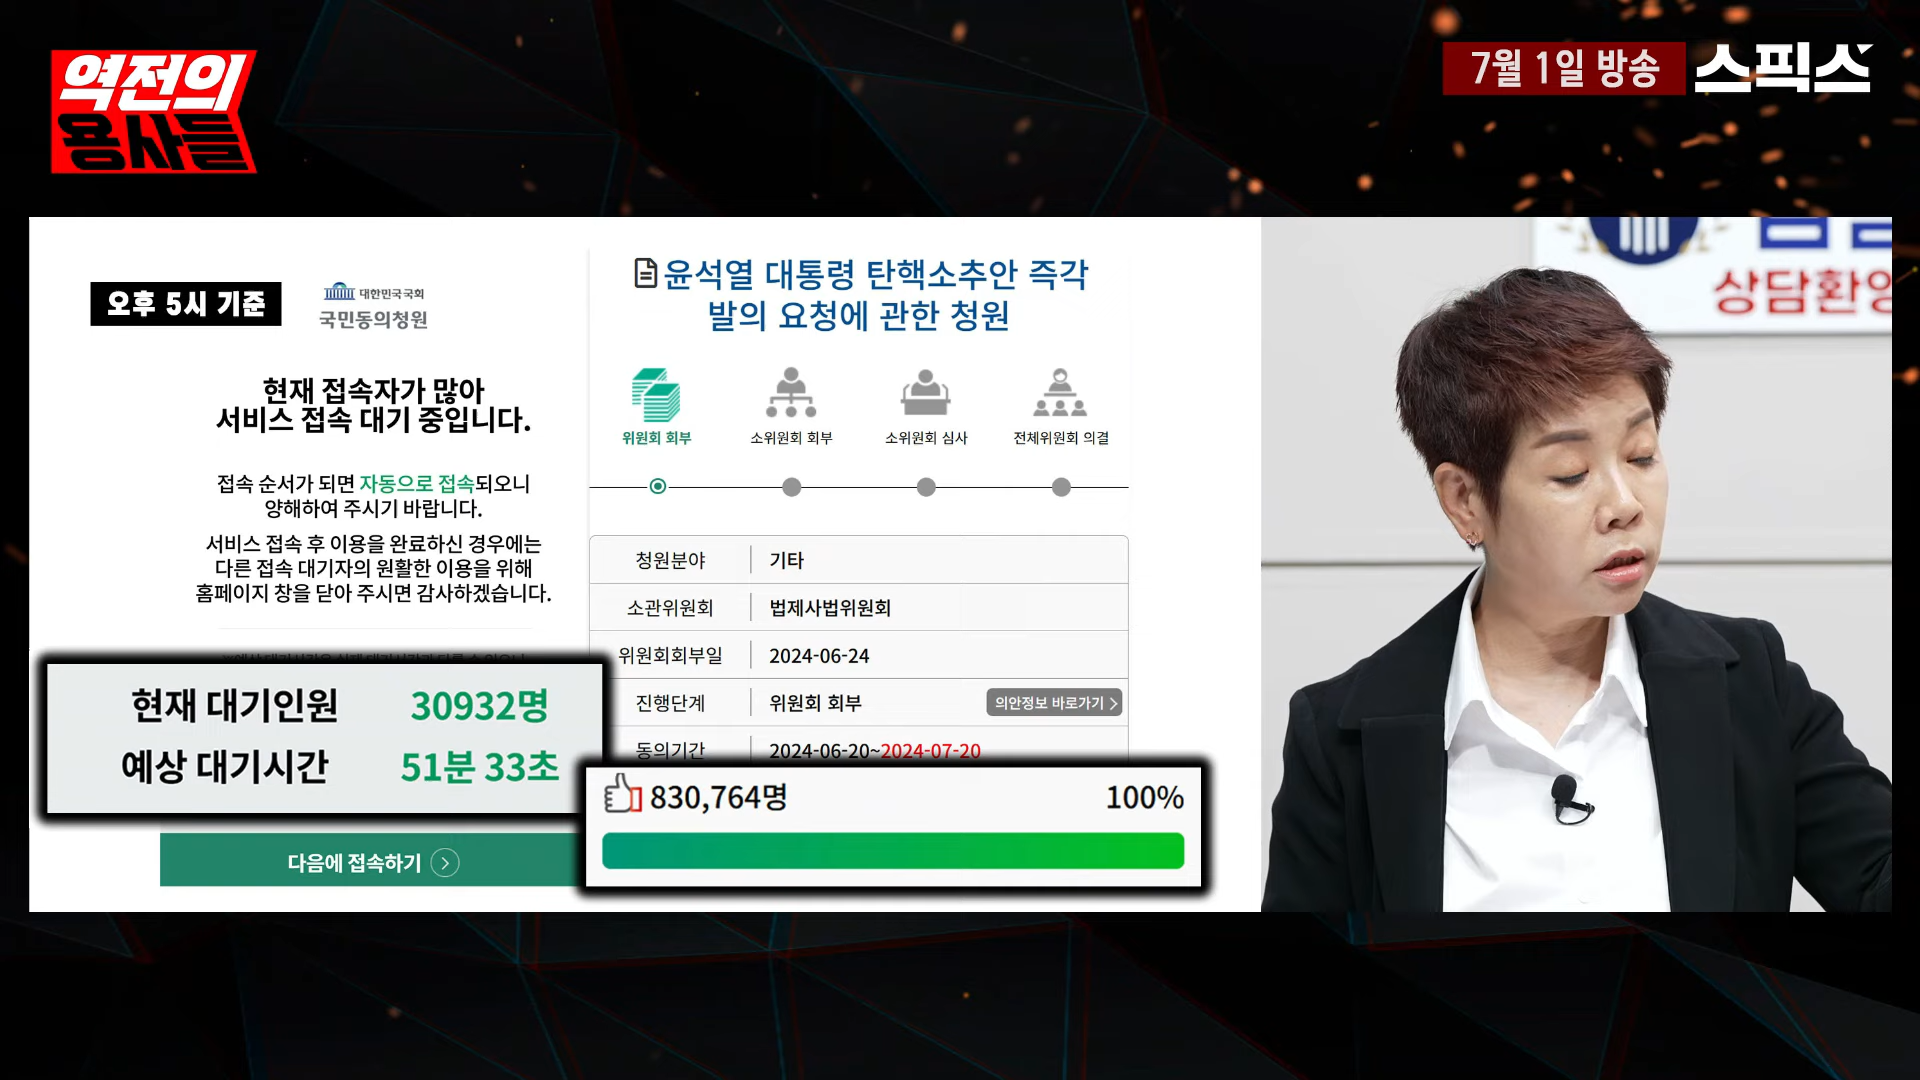 역전의
용사들
7월 1일 방송
스픽스
오후 5시 기준
대한민국국회
국민동의청원
현재 접속자가 많아
서비스 접속 대기 중입니다.
접속 순서가 되면 자동으로 접속되오니
양해하여 주시기 바랍니다.
서비스 접속 후 이용을 완료하신 경우에는
다른 접속 대기자의 원활한 이용을 위해
홈페이지 창을 닫아 주시면 감사하겠습니다.
현재 대기인원 30932명
예상 대기시간 51분 33초
다음에 접속하기
윤석열 대통령 탄핵소추안 즉각
발의 요청에 관한 청원
위원회 회부 소위원회 회부 소위원회 심사 전체위원회 의결
청원분야 기타
소관위원회 법제사법위원회
위원회회부일 2024-06-24
진행단계 위원회 회부 의안정보 바로가기
동의기간 2024-06-20~2024-07-20
830,764명 100%
상담환영